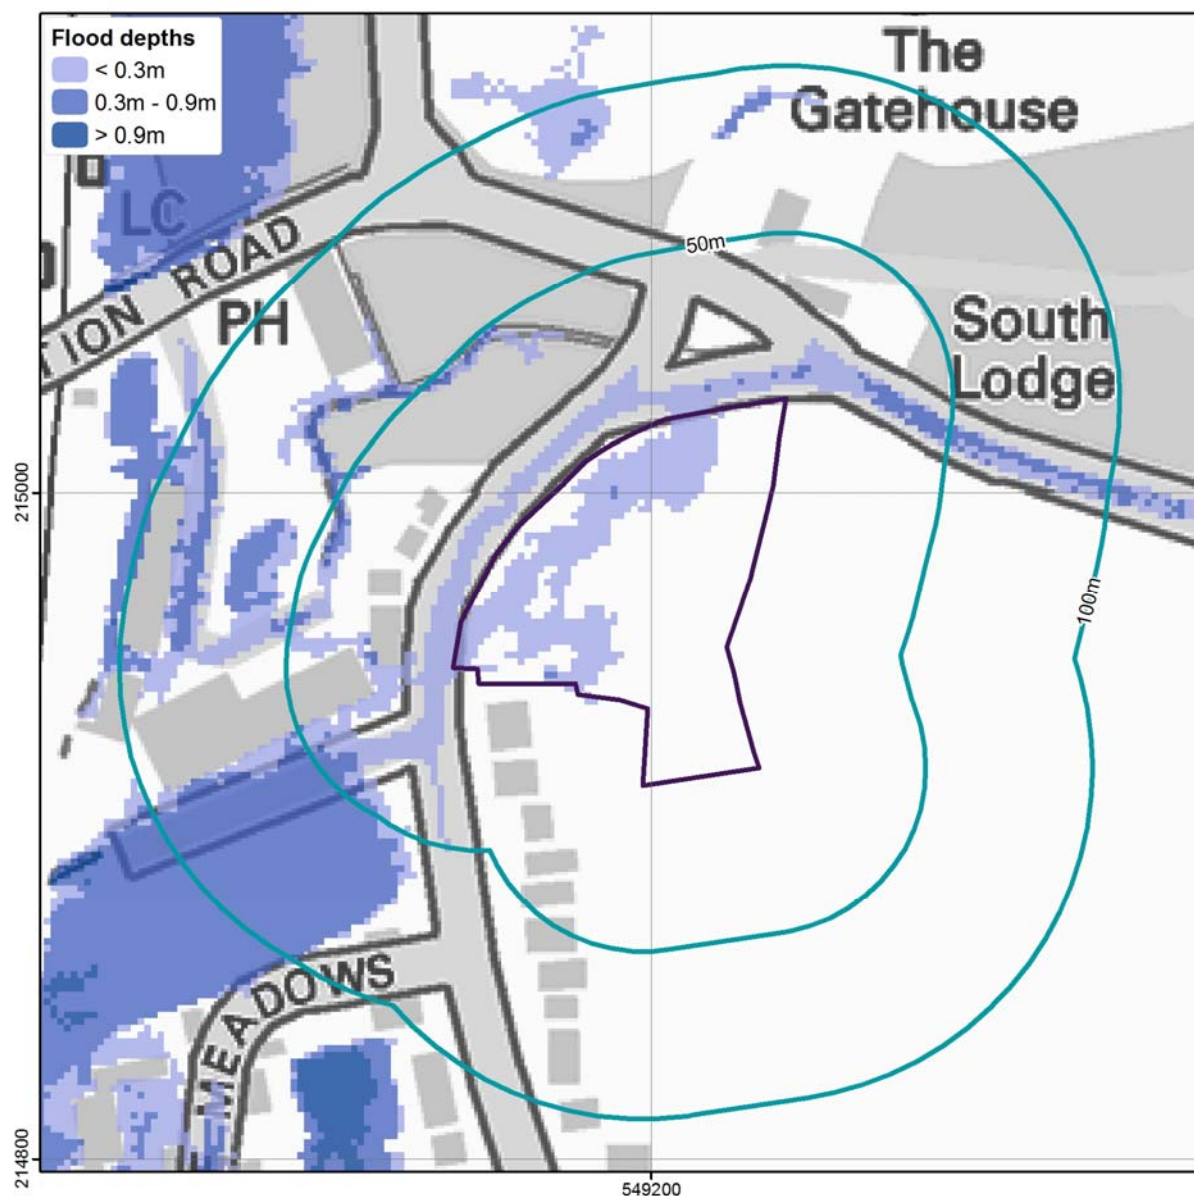 Flood depths
< 0.3m
0.3m - 0.9m
> 0.9m
The
Gatehouse
LC
TION ROAD
PH
50m
South
Lodge
215000
100m
MEADOWS
214800
549200